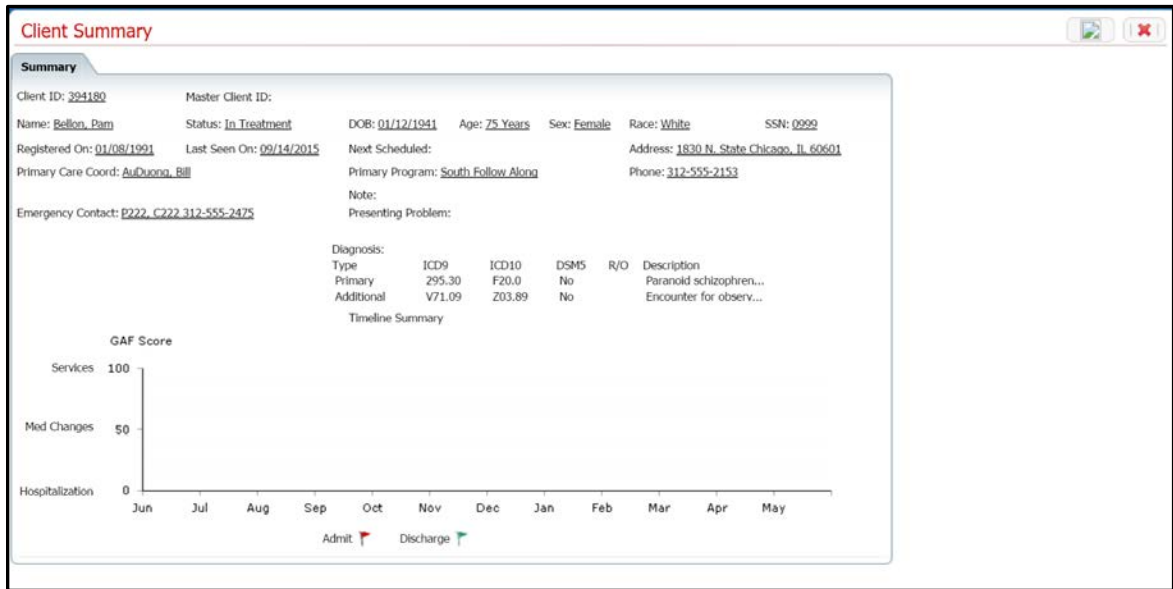 Client Summary
Summary
Client ID: 394180 Master Client ID:
Name: Bellon, Pam Status: In Treatment DOB: 01/12/1941 Age: 75 Years Sex: Female Race: White SSN: 0999
Registered On: 01/08/1991 Last Seen On: 09/14/2015 Next Scheduled: Address: 1830 N. State Chicago, IL 60601
Primary Care Coord: AuDuong, Bill Primary Program: South Follow Along Phone: 312-555-2153
Note:
Emergency Contact: P222, C222 312-555-2475 Presenting Problem:
Diagnosis:
Type ICD9 ICD10 DSM5 R/O Description
Primary 295.30 F20.0 No Paranoid schizophren...
Additional V71.09 Z03.89 No Encounter for observ...
Timeline Summary
GAF Score
Services 100
Med Changes 50
Hospitalization 0
Jun Jul Aug Sep Oct Nov Dec Jan Feb Mar Apr May
Admit Discharge